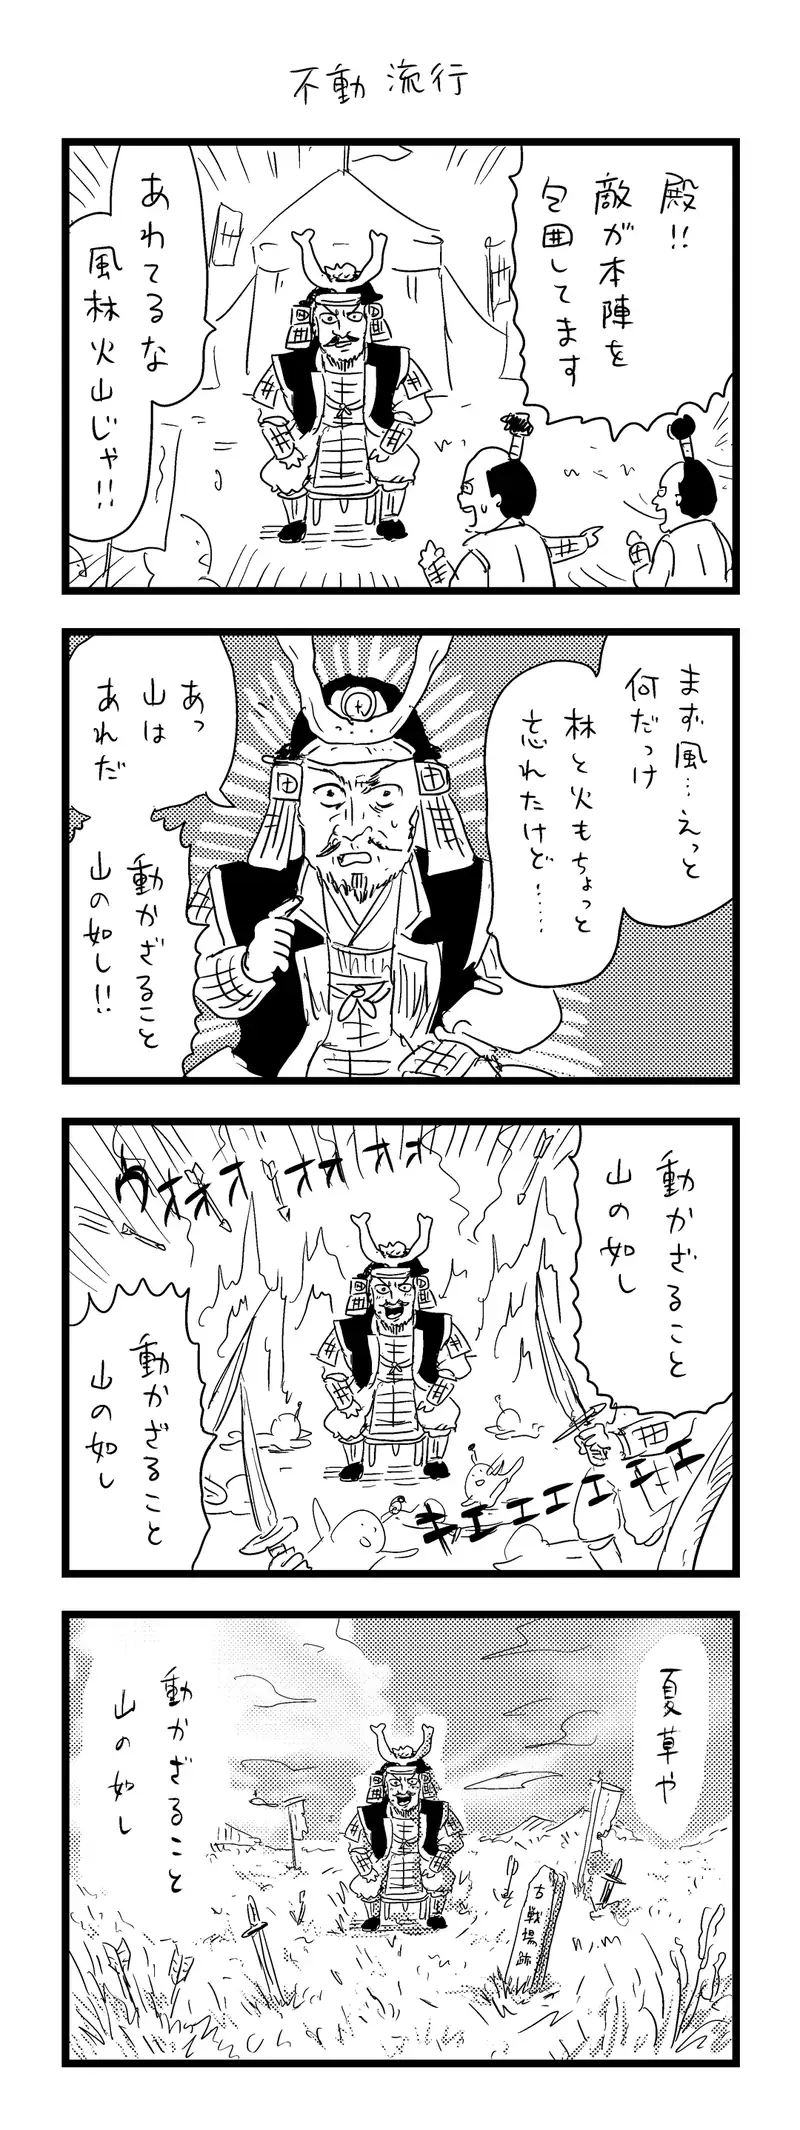 不動流行
殿!!
敵が本陣を
包囲してます
あわてるな
風林火山じゃ!!
まず風…えっと
何だっけ
林と火もちょっと
忘れたけど……
あっ
山は
あれだ
動かざること
山の如し!!
ウオオオオオオオオ
動かざること
山の如し
動かざること
山の如し
キエエエエエエエ
夏草や
古戦場跡
動かざること
山の如し